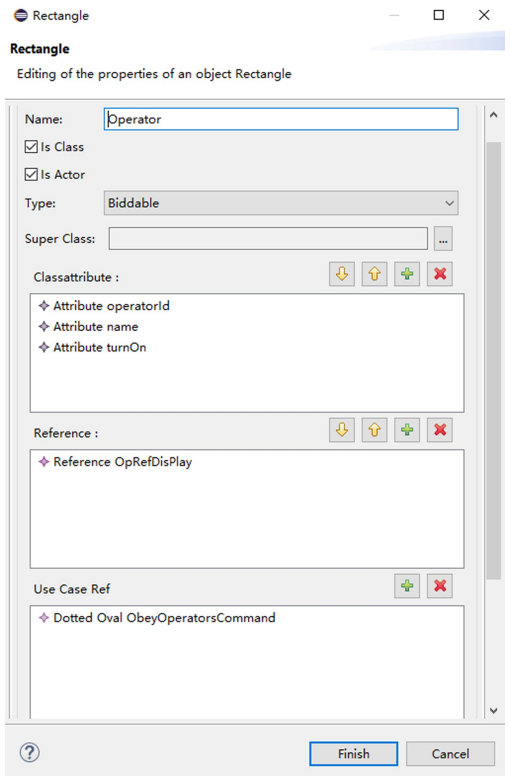 Rectangle
Rectangle
Editing of the properties of an object Rectangle
Name: Operator
Is Class
Is Actor
Type: Biddable
Super Class: ...
Classattribute :
Attribute operatorId
Attribute name
Attribute turnOn
Reference :
Reference OpRefDisPlay
Use Case Ref
Dotted Oval ObeyOperatorsCommand
? Finish Cancel